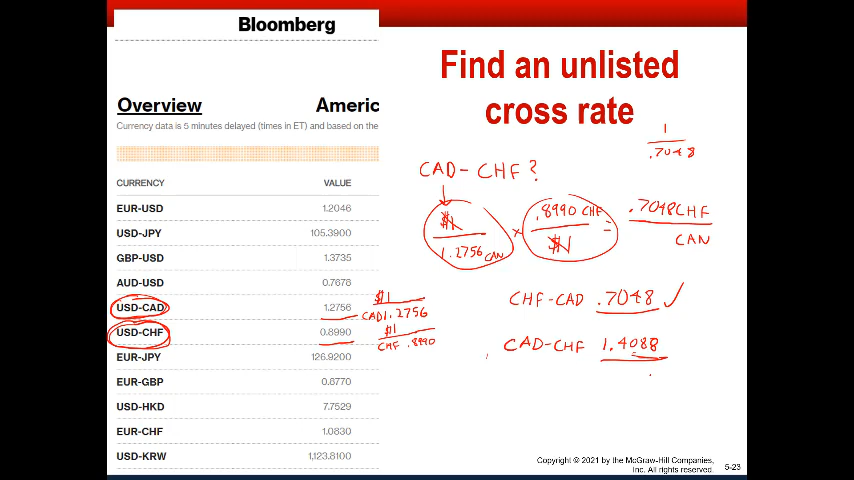 Bloomberg
Overview
Americ
Currency data is 5 minutes delayed (times in ET) and based on the
CURRENCY VALUE
EUR-USD 1.2046
USD-JPY 105.3900
GBP-USD 1.3735
AUD-USD 0.7678
USD-CAD 1.2756
USD-CHF 0.8990
EUR-JPY 126.9200
EUR-GBP 0.8770
USD-HKD 7.7529
EUR-CHF 1.0830
USD-KRW 1,123.8100
$1
CAD1.2756
$1
CHF .8990
Find an unlisted
cross rate
1
.7048
CAD-CHF?
$1 × .8990 CHF = .7048CHF
1.2756 CAN $1 CAN
CHF-CAD .7048 ✓
CAD-CHF 1.4088
Copyright © 2021 by the McGraw-Hill Companies,
Inc. All rights reserved.
5-23